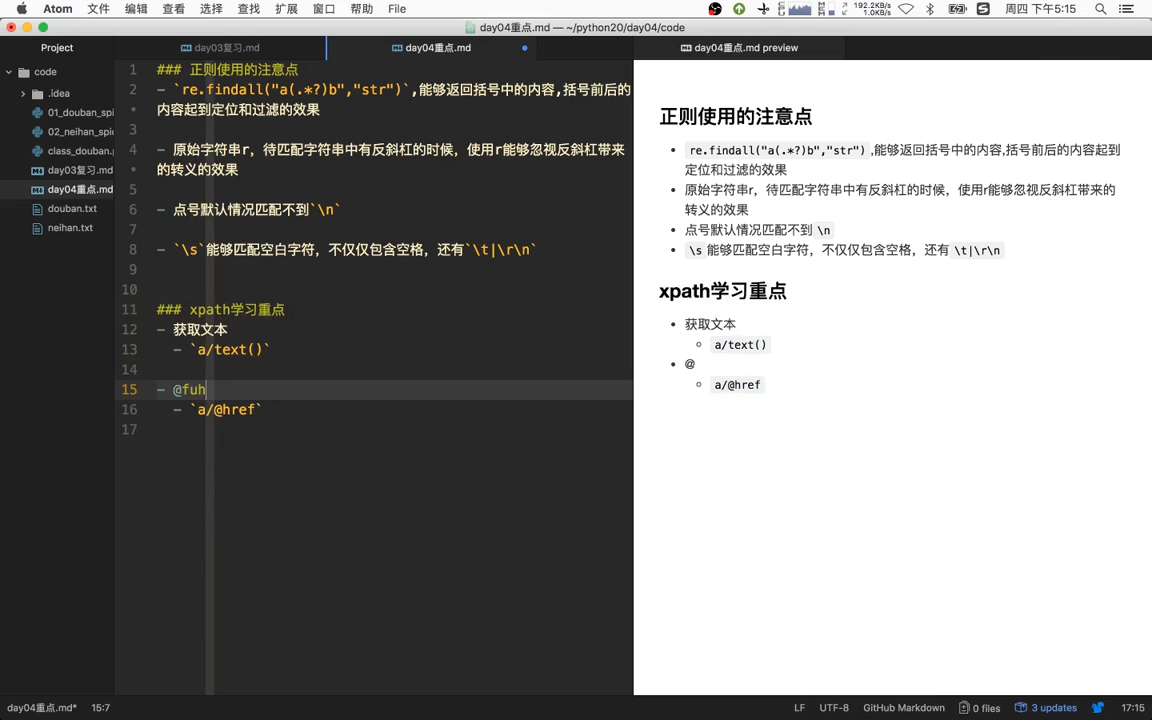 Atom 文件 编辑 查看 选择 查找 扩展 窗口 帮助 File 192.2KB/s 1.0KB/s 周四 下午5:15
day04重点.md — ~/python20/day04/code
Project day03复习.md day04重点.md day04重点.md preview
code
.idea
01_douban_spi
02_neihan_spi
class_douban.p
day03复习.md
day04重点.md
douban.txt
neihan.txt
1 ### 正则使用的注意点
2 - `re.findall("a(.*?)b","str")`,能够返回括号中的内容,括号前后的
• 内容起到定位和过滤的效果
3
4 - 原始字符串r，待匹配字符串中有反斜杠的时候，使用r能够忽视反斜杠带来
• 的转义的效果
5
6 - 点号默认情况匹配不到`\n`
7
8 - `\s`能够匹配空白字符，不仅仅包含空格，还有`\t|\r\n`
9
10
11 ### xpath学习重点
12 - 获取文本
13 - `a/text()`
14
15 - @fuh
16 - `a/@href`
17
正则使用的注意点
• re.findall("a(.*?)b","str") ,能够返回括号中的内容,括号前后的内容起到
定位和过滤的效果
• 原始字符串r，待匹配字符串中有反斜杠的时候，使用r能够忽视反斜杠带来的
转义的效果
• 点号默认情况匹配不到 \n
• \s 能够匹配空白字符，不仅仅包含空格，还有 \t|\r\n
xpath学习重点
• 获取文本
◦ a/text()
• @
◦ a/@href
day04重点.md* 15:7 LF UTF-8 GitHub Markdown 0 files 3 updates 17:15